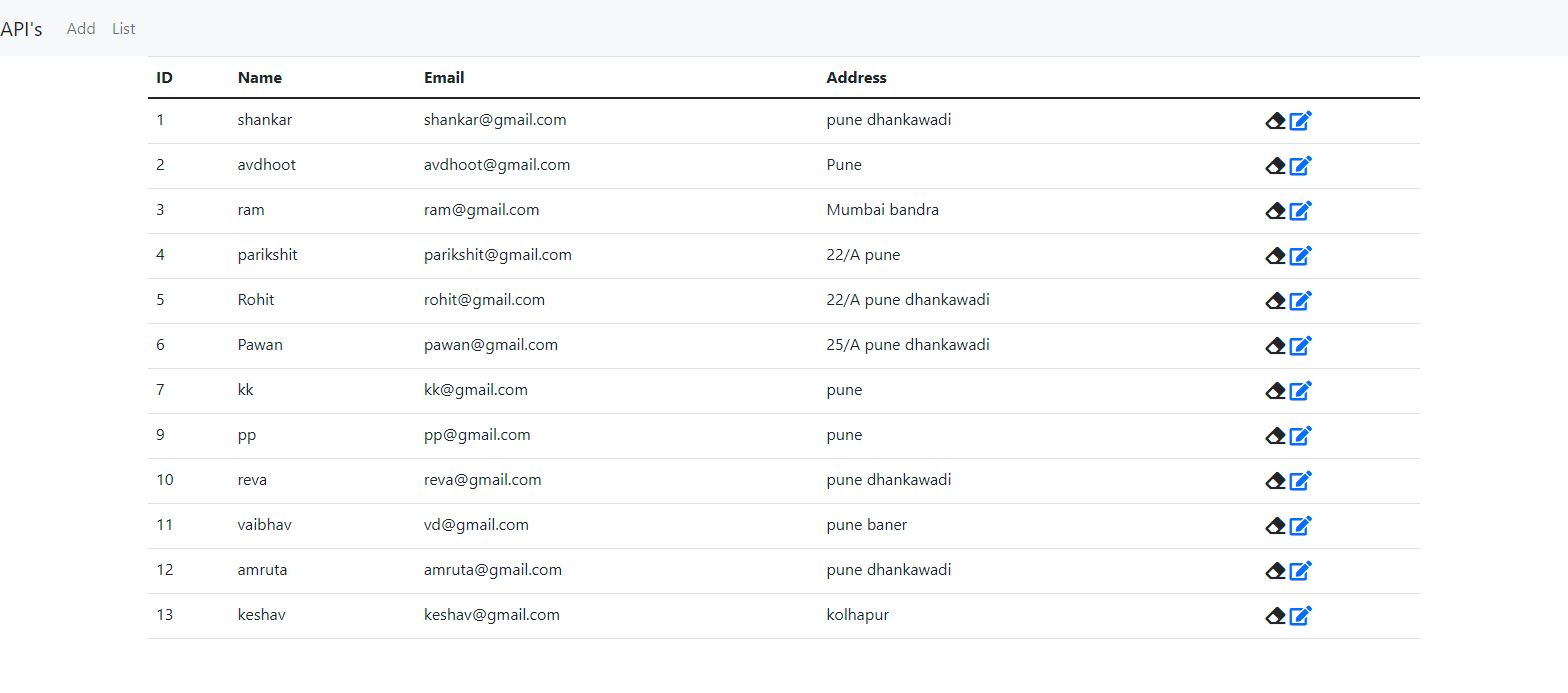 API's Add List
ID Name Email Address
1 shankar shankar@gmail.com pune dhankawadi
2 avdhoot avdhoot@gmail.com Pune
3 ram ram@gmail.com Mumbai bandra
4 parikshit parikshit@gmail.com 22/A pune
5 Rohit rohit@gmail.com 22/A pune dhankawadi
6 Pawan pawan@gmail.com 25/A pune dhankawadi
7 kk kk@gmail.com pune
9 pp pp@gmail.com pune
10 reva reva@gmail.com pune dhankawadi
11 vaibhav vd@gmail.com pune baner
12 amruta amruta@gmail.com pune dhankawadi
13 keshav keshav@gmail.com kolhapur